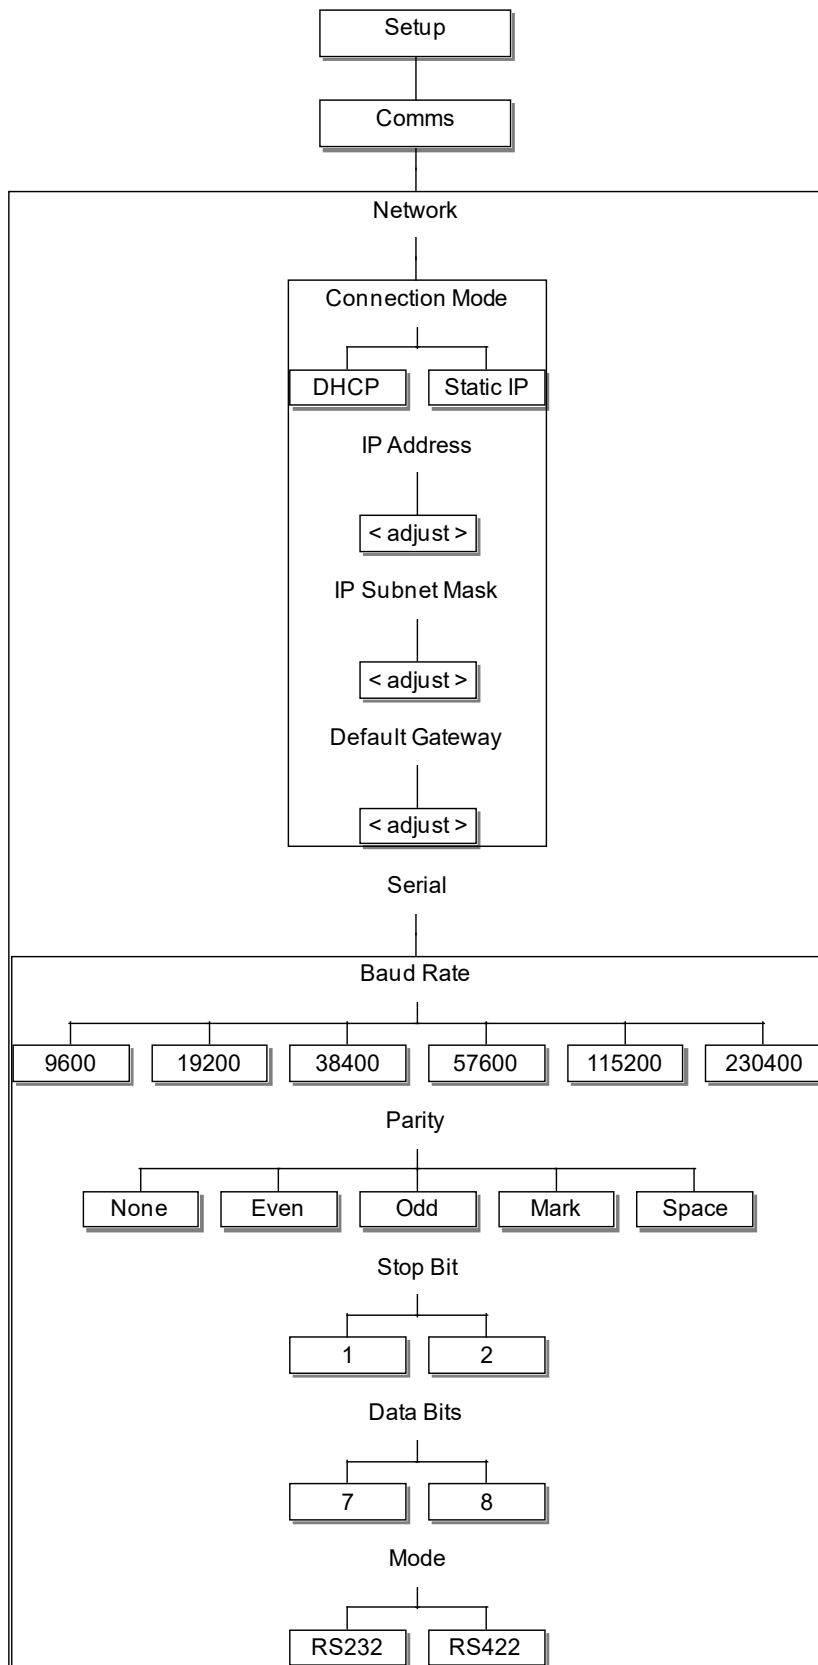 Setup
Comms
Network
Connection Mode
DHCP Static IP
IP Address
< adjust >
IP Subnet Mask
< adjust >
Default Gateway
< adjust >
Serial
Baud Rate
9600 19200 38400 57600 115200 230400
Parity
None Even Odd Mark Space
Stop Bit
1 2
Data Bits
7 8
Mode
RS232 RS422